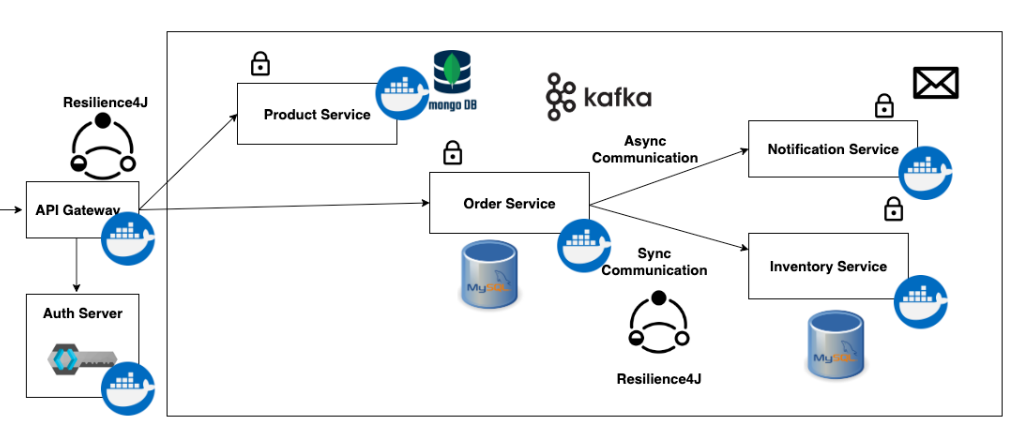 Resilience4J
API Gateway
Auth Server
Product Service
mongo DB
kafka
Async
Communication
Notification Service
Order Service
MySQL
Sync
Communication
Inventory Service
MySQL
Resilience4J